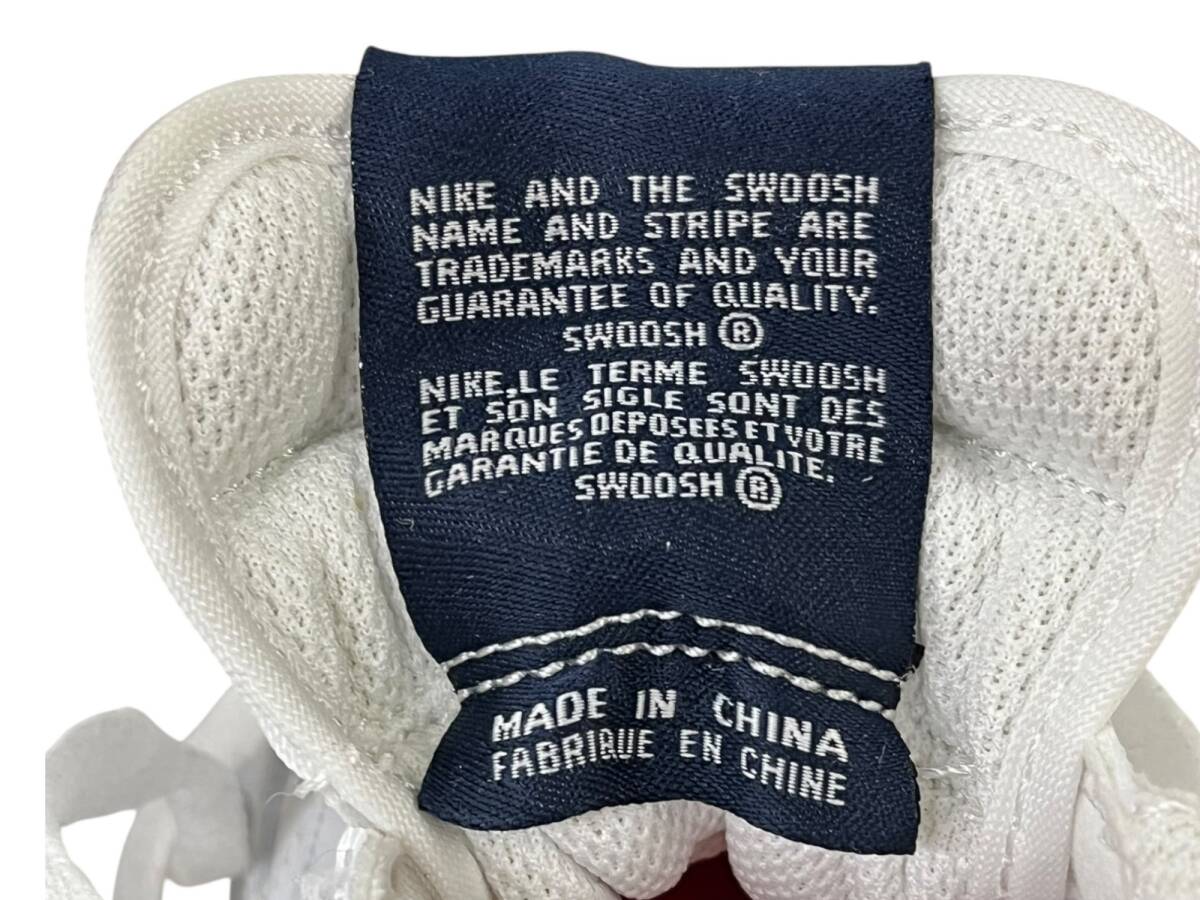 NIKE AND THE SWOOSH
NAME AND STRIPE ARE
TRADEMARKS AND YOUR
GUARANTEE OF QUALITY.
SWOOSH ®
NIKE,LE TERME SWOOSH
ET SON SIGLE SONT DES
MARQUES DEPOSEES ET VOTRE
GARANTIE DE QUALITE.
SWOOSH ®
MADE IN CHINA
FABRIQUE EN CHINE